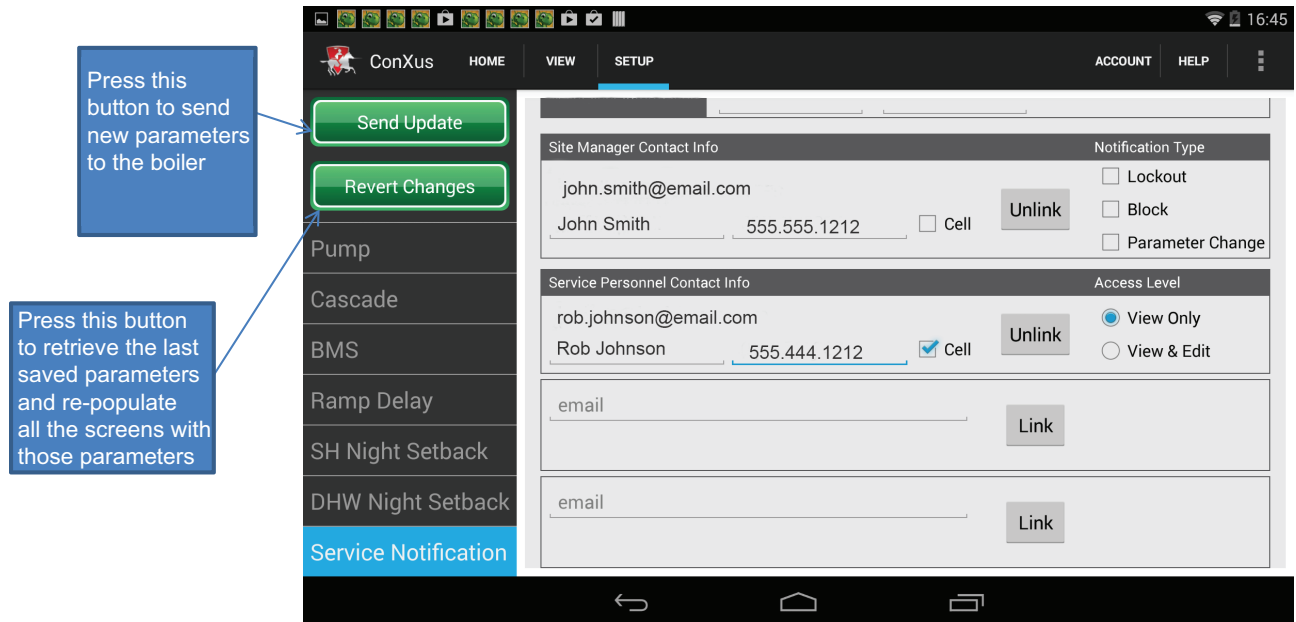 16:45
ConXus HOME VIEW SETUP ACCOUNT HELP
Press this
button to send
new parameters
to the boiler
Press this button
to retrieve the last
saved parameters
and re-populate
all the screens with
those parameters
Send Update
Revert Changes
Pump
Cascade
BMS
Ramp Delay
SH Night Setback
DHW Night Setback
Service Notification
Site Manager Contact Info Notification Type
john.smith@email.com
John Smith 555.555.1212 Cell Unlink
Lockout
Block
Parameter Change
Service Personnel Contact Info Access Level
rob.johnson@email.com
Rob Johnson 555.444.1212 Cell Unlink
View Only
View & Edit
email
Link
email
Link